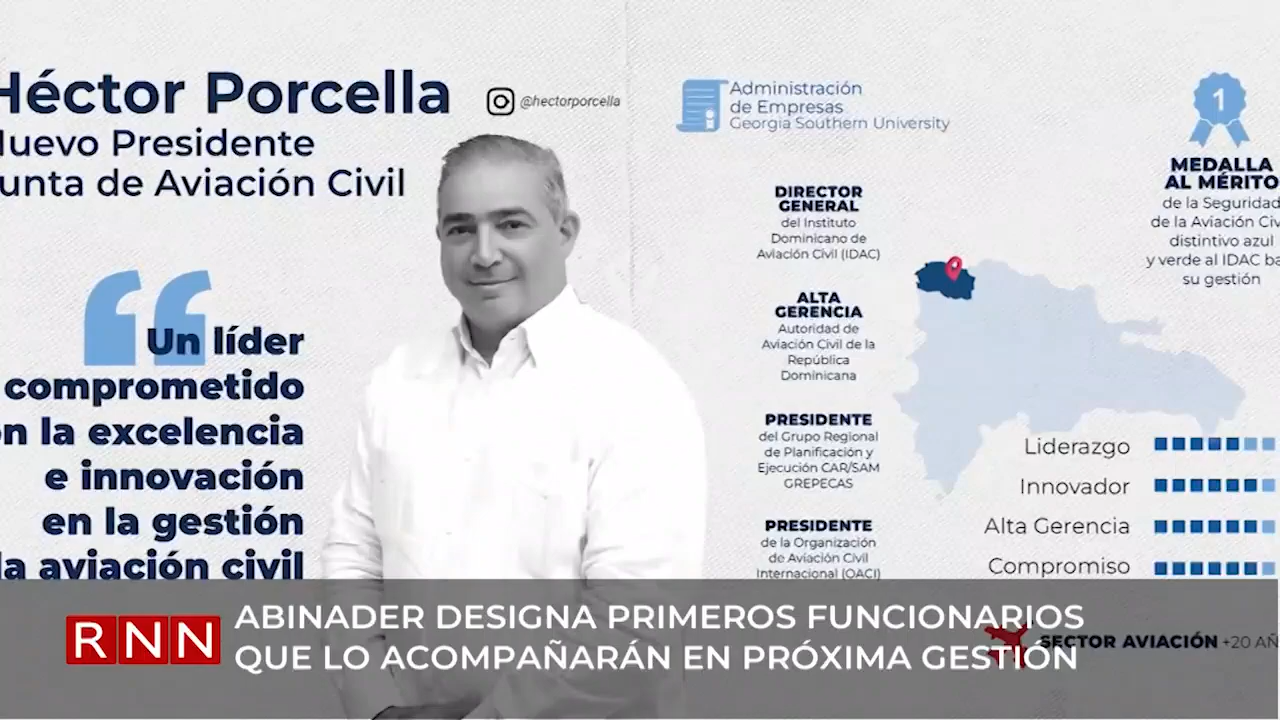 Héctor Porcella
Nuevo Presidente
Junta de Aviación Civil
@hectorporcella
Un líder
comprometido
con la excelencia
e innovación
en la gestión
la aviación civil
Administración
de Empresas
Georgia Southern University
DIRECTOR
GENERAL
del Instituto
Dominicano de
Aviación Civil (IDAC)
ALTA
GERENCIA
Autoridad de
Aviación Civil de la
República
Dominicana
PRESIDENTE
del Grupo Regional
de Planificación y
Ejecución CAR/SAM
GREPECAS
PRESIDENTE
de la Organización
de Aviación Civil
Internacional (OACI)
1
MEDALLA
AL MÉRITO
de la Seguridad
de la Aviación Civ
distintivo azul
y verde al IDAC ba
su gestión
Liderazgo
Innovador
Alta Gerencia
Compromiso
SECTOR AVIACIÓN +20 AÑ
RNN
ABINADER DESIGNA PRIMEROS FUNCIONARIOS
QUE LO ACOMPAÑARÁN EN PRÓXIMA GESTIÓN